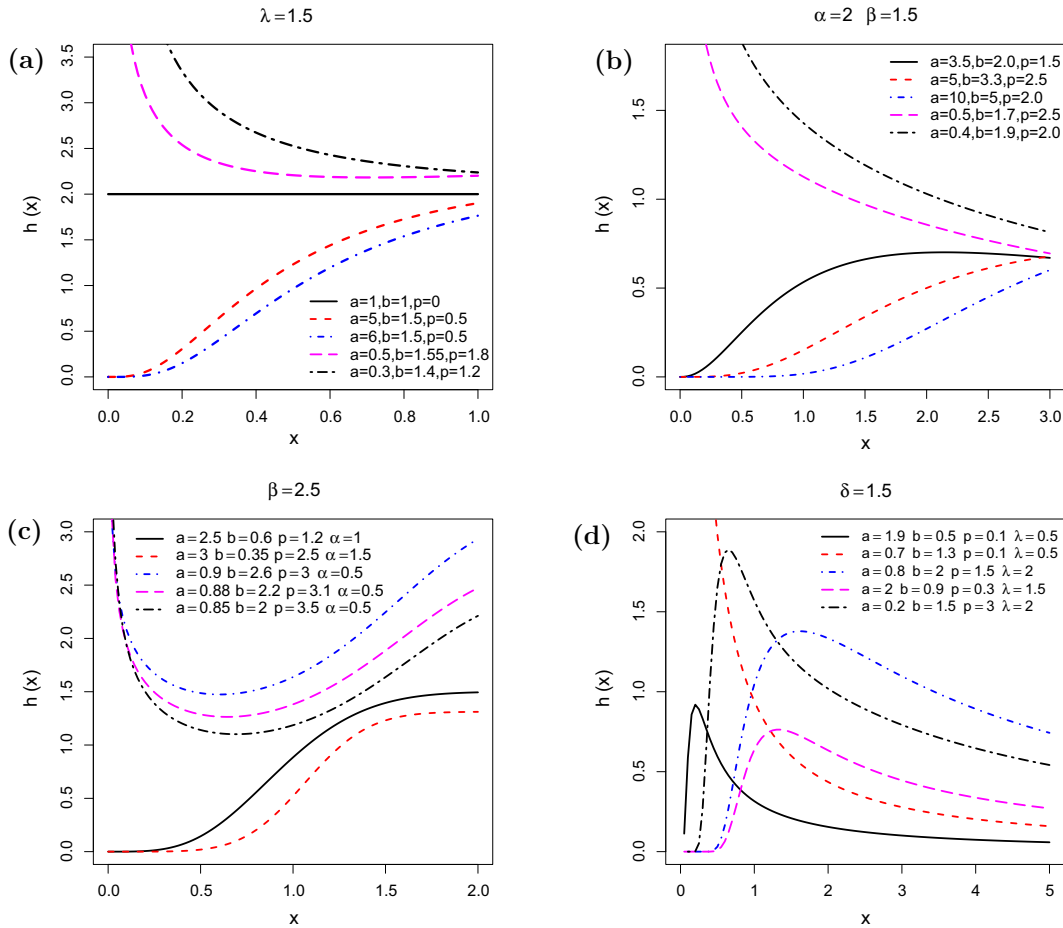 λ = 1.5
(a)
h (x)
3.5
3.0
2.5
2.0
1.5
1.0
0.5
0.0
a=1,b=1,p=0
a=5,b=1.5,p=0.5
a=6,b=1.5,p=0.5
a=0.5,b=1.55,p=1.8
a=0.3,b=1.4,p=1.2
0.0 0.2 0.4 0.6 0.8 1.0
x
α=2 β=1.5
(b)
h (x)
1.5
1.0
0.5
0.0
a=3.5,b=2.0,p=1.5
a=5,b=3.3,p=2.5
a=10,b=5,p=2.0
a=0.5,b=1.7,p=2.5
a=0.4,b=1.9,p=2.0
0.0 0.5 1.0 1.5 2.0 2.5 3.0
x
β=2.5
(c)
h (x)
3.0
2.5
2.0
1.5
1.0
0.5
0.0
a=2.5 b=0.6 p=1.2 α=1
a=3 b=0.35 p=2.5 α=1.5
a=0.9 b=2.6 p=3 α=0.5
a=0.88 b=2.2 p=3.1 α=0.5
a=0.85 b=2 p=3.5 α=0.5
0.0 0.5 1.0 1.5 2.0
x
δ=1.5
(d)
h (x)
2.0
1.5
1.0
0.5
0.0
a=1.9 b=0.5 p=0.1 λ=0.5
a=0.7 b=1.3 p=0.1 λ=0.5
a=0.8 b=2 p=1.5 λ=2
a=2 b=0.9 p=0.3 λ=1.5
a=0.2 b=1.5 p=3 λ=2
0 1 2 3 4 5
x